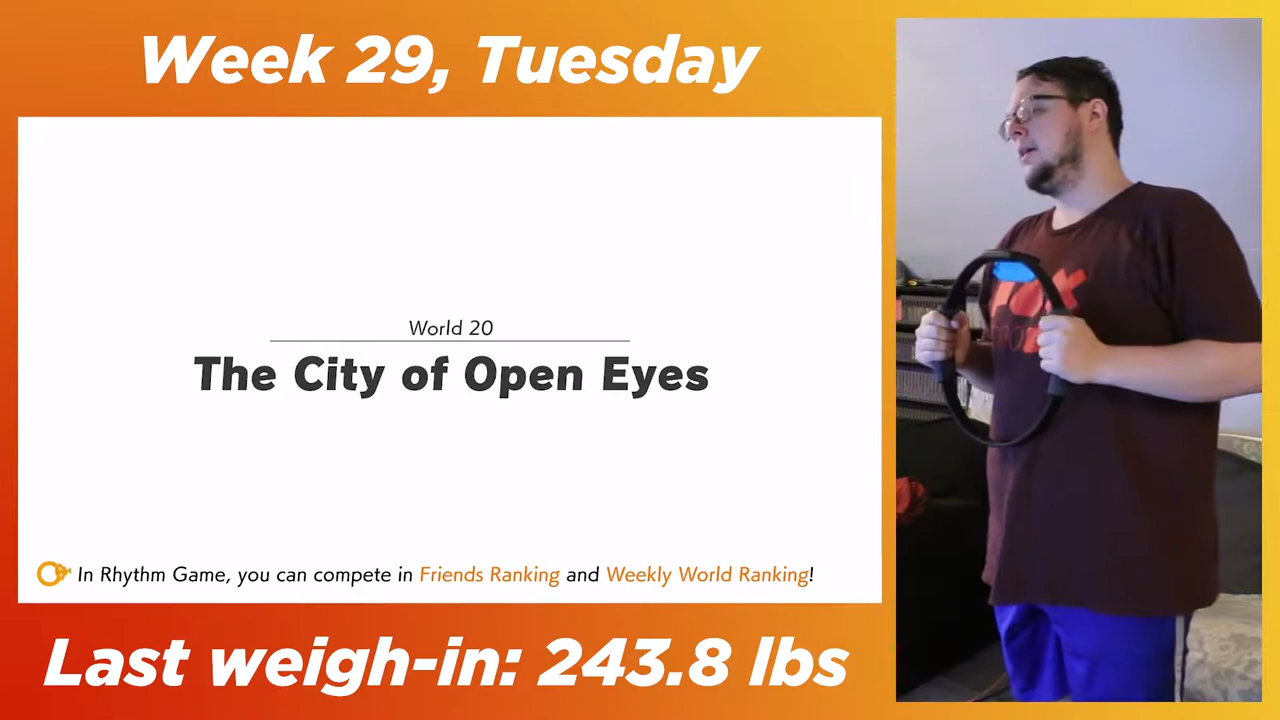 Week 29, Tuesday
World 20
The City of Open Eyes
In Rhythm Game, you can compete in Friends Ranking and Weekly World Ranking!
Last weigh-in: 243.8 lbs